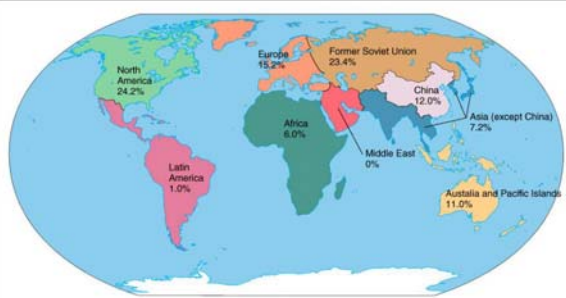 Europe
15.2%
Former Soviet Union
23.4%
North
America
24.2%
China
12.0%
Asia (except China)
7.2%
Africa
6.0%
Middle East
0%
Latin
America
1.0%
Austalia and Pacific Islands
11.0%